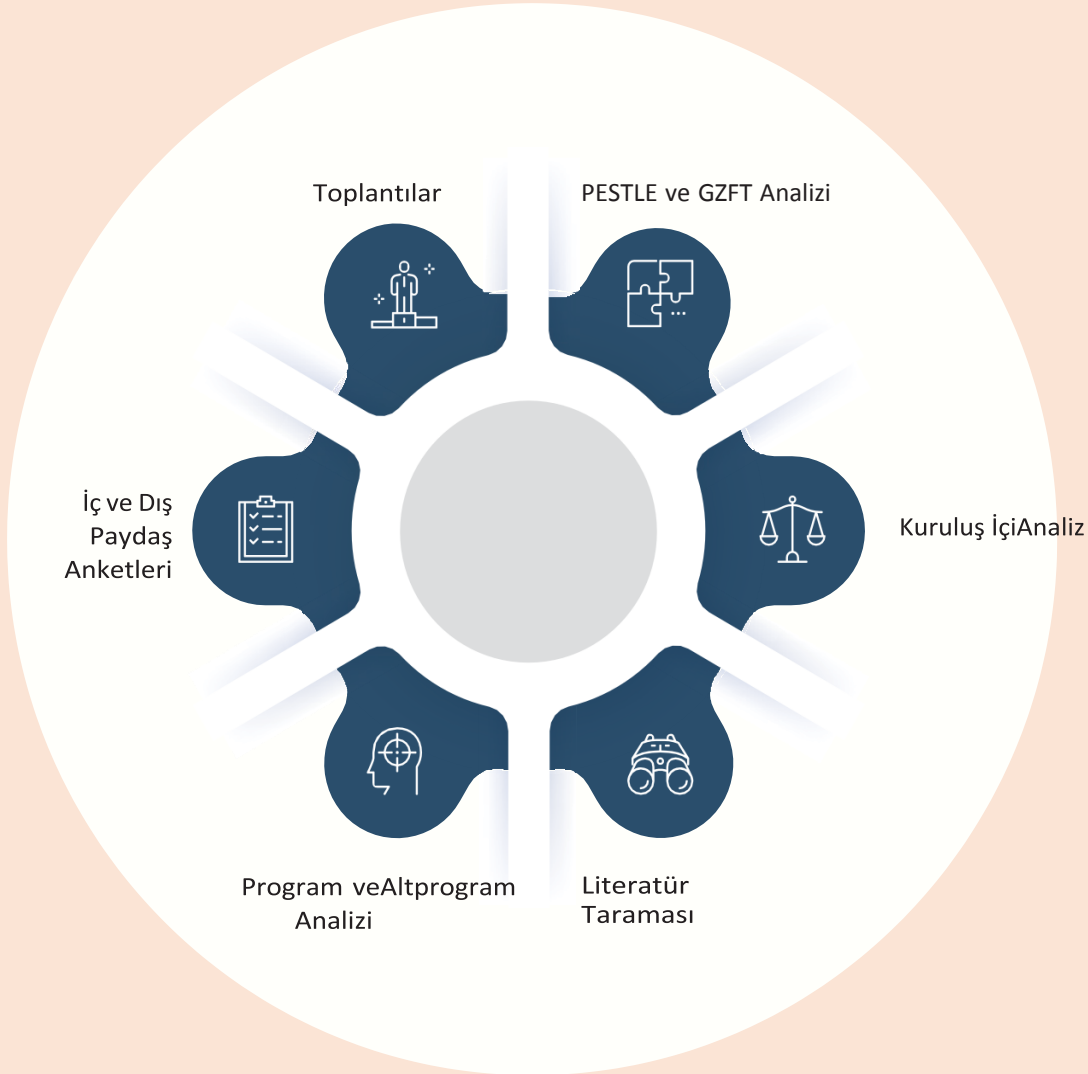 Toplantılar
PESTLE ve GZFT Analizi
İç ve Dış
Paydaş
Anketleri
Kuruluş İçiAnaliz
Program veAltprogram
Analizi
Literatür
Taraması